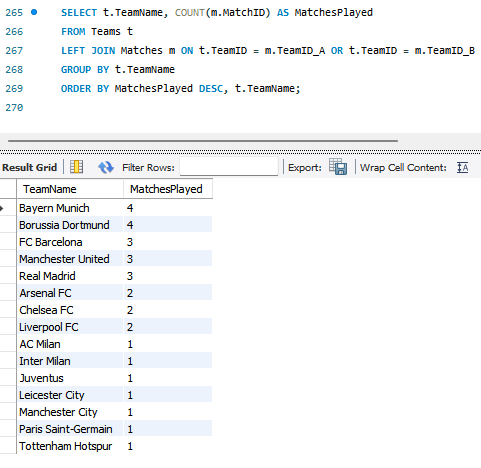 265 SELECT t.TeamName, COUNT(m.MatchID) AS MatchesPlayed
266 FROM Teams t
267 LEFT JOIN Matches m ON t.TeamID = m.TeamID_A OR t.TeamID = m.TeamID_B
268 GROUP BY t.TeamName
269 ORDER BY MatchesPlayed DESC, t.TeamName;
270
Result Grid Filter Rows: Export: Wrap Cell Content: IA
TeamName MatchesPlayed
Bayern Munich 4
Borussia Dortmund 4
FC Barcelona 3
Manchester United 3
Real Madrid 3
Arsenal FC 2
Chelsea FC 2
Liverpool FC 2
AC Milan 1
Inter Milan 1
Juventus 1
Leicester City 1
Manchester City 1
Paris Saint-Germain 1
Tottenham Hotspur 1